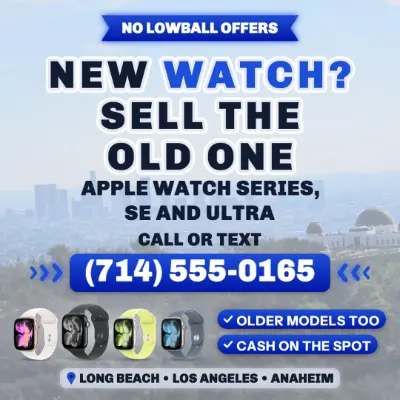 NO LOWBALL OFFERS
NEW WATCH?
SELL THE
OLD ONE
APPLE WATCH SERIES,
SE AND ULTRA
CALL OR TEXT
(714) 555-0165
OLDER MODELS TOO
CASH ON THE SPOT
LONG BEACH • LOS ANGELES • ANAHEIM